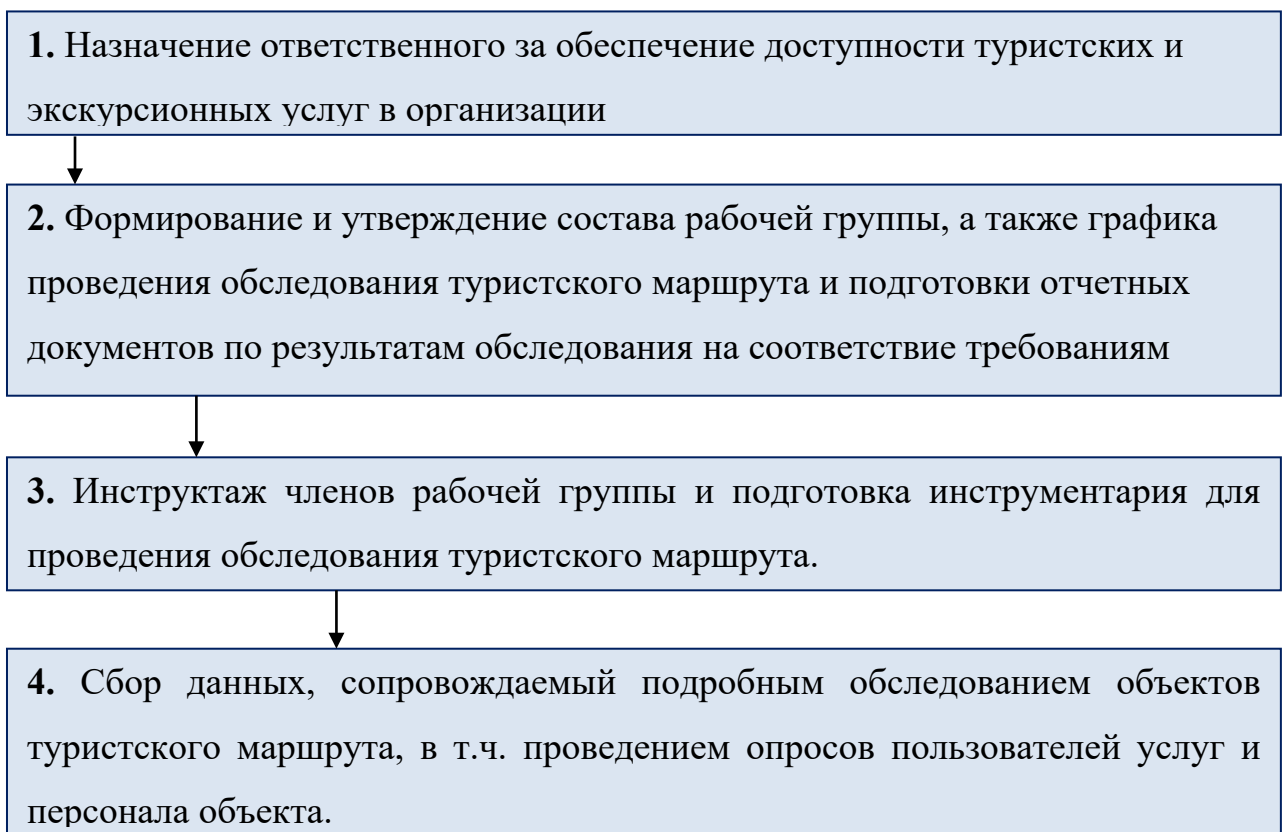 1. Назначение ответственного за обеспечение доступности туристских и
экскурсионных услуг в организации
2. Формирование и утверждение состава рабочей группы, а также графика
проведения обследования туристского маршрута и подготовки отчетных
документов по результатам обследования на соответствие требованиям
3. Инструктаж членов рабочей группы и подготовка инструментария для
проведения обследования туристского маршрута.
4. Сбор данных, сопровождаемый подробным обследованием объектов
туристского маршрута, в т.ч. проведением опросов пользователей услуг и
персонала объекта.